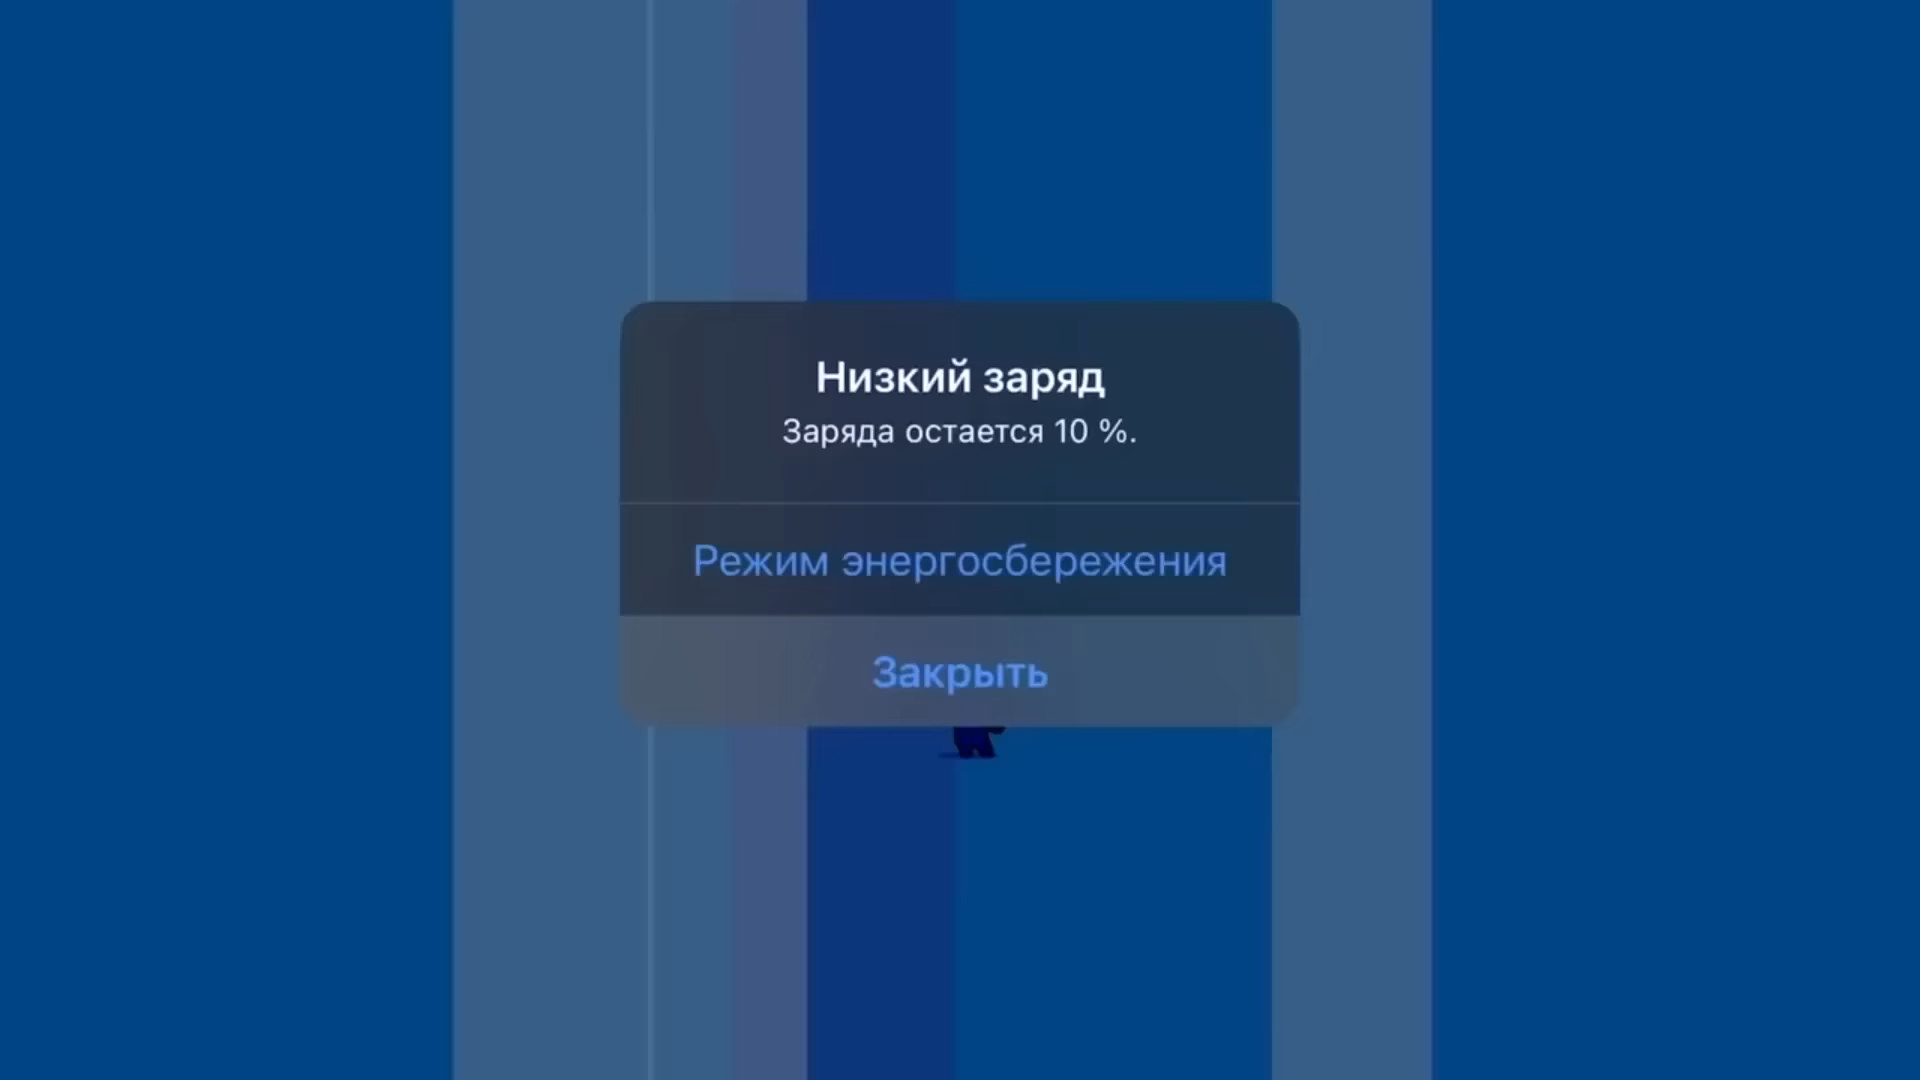 Низкий заряд
Заряда остается 10 %.
Режим энергосбережения
Закрыть